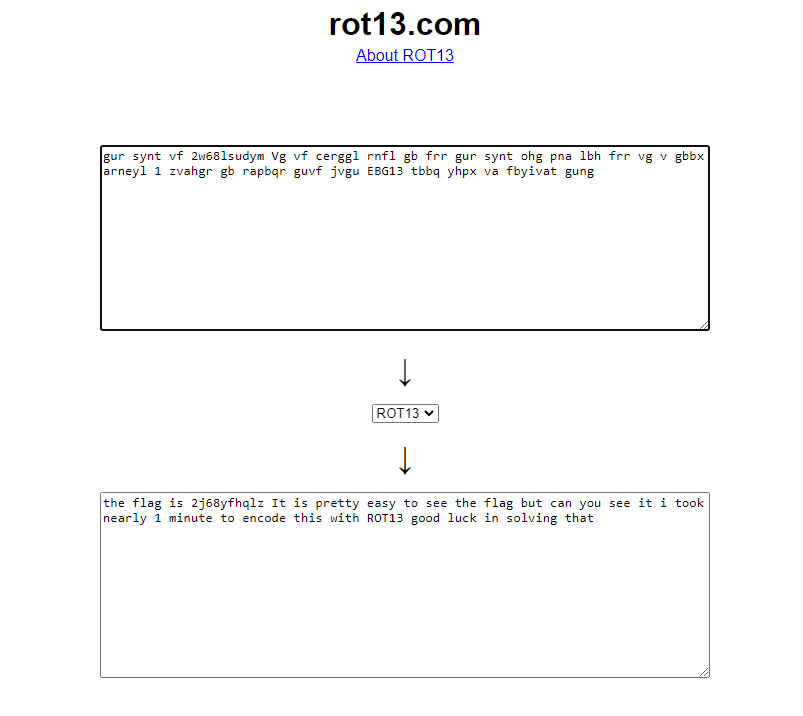 rot13.com
About ROT13
gur synt vf 2w68lsudym Vg vf cerggl rnfl gb frr gur synt ohg pna lbh frr vg v gbbx
arneyl 1 zvahgr gb rapbqr guvf jvgu EBG13 tbbq yhpx va fbyivat gung
↓
ROT13
↓
the flag is 2j68yfhqlz It is pretty easy to see the flag but can you see it i took
nearly 1 minute to encode this with ROT13 good luck in solving that